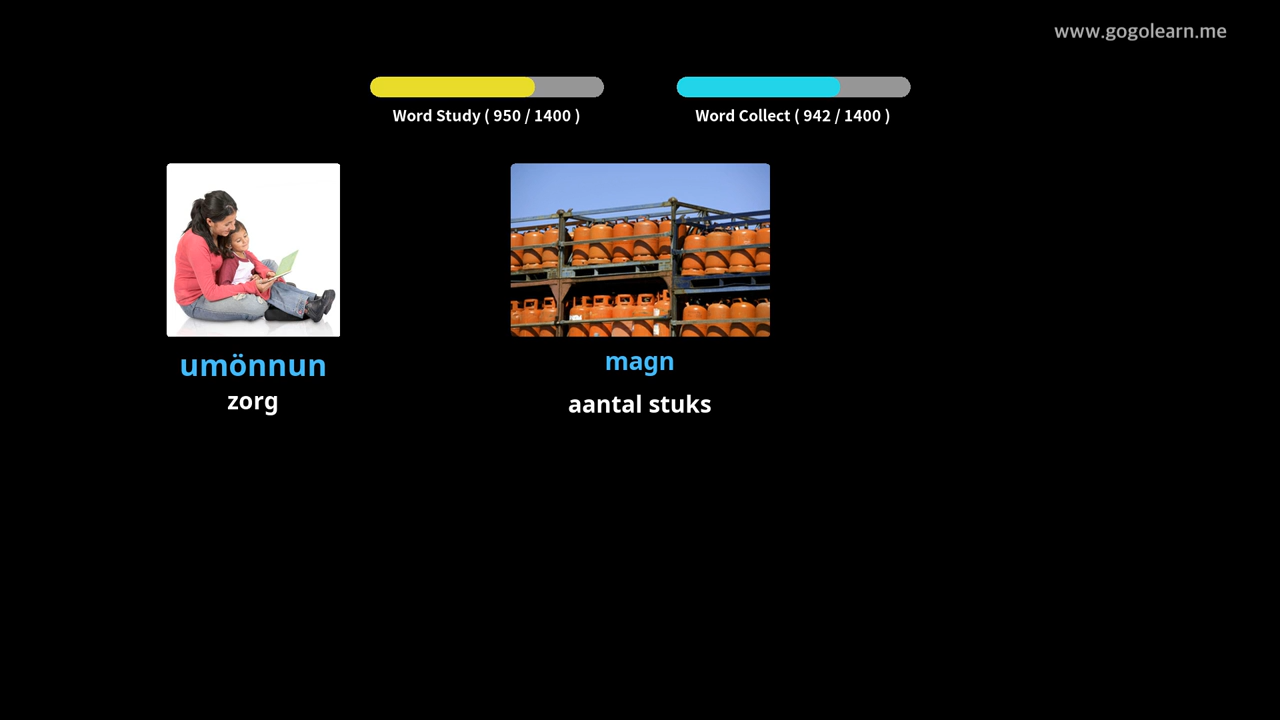 www.gogolearn.me
Word Study ( 950 / 1400 )
Word Collect ( 942 / 1400 )
umönnun
zorg
magn
aantal stuks